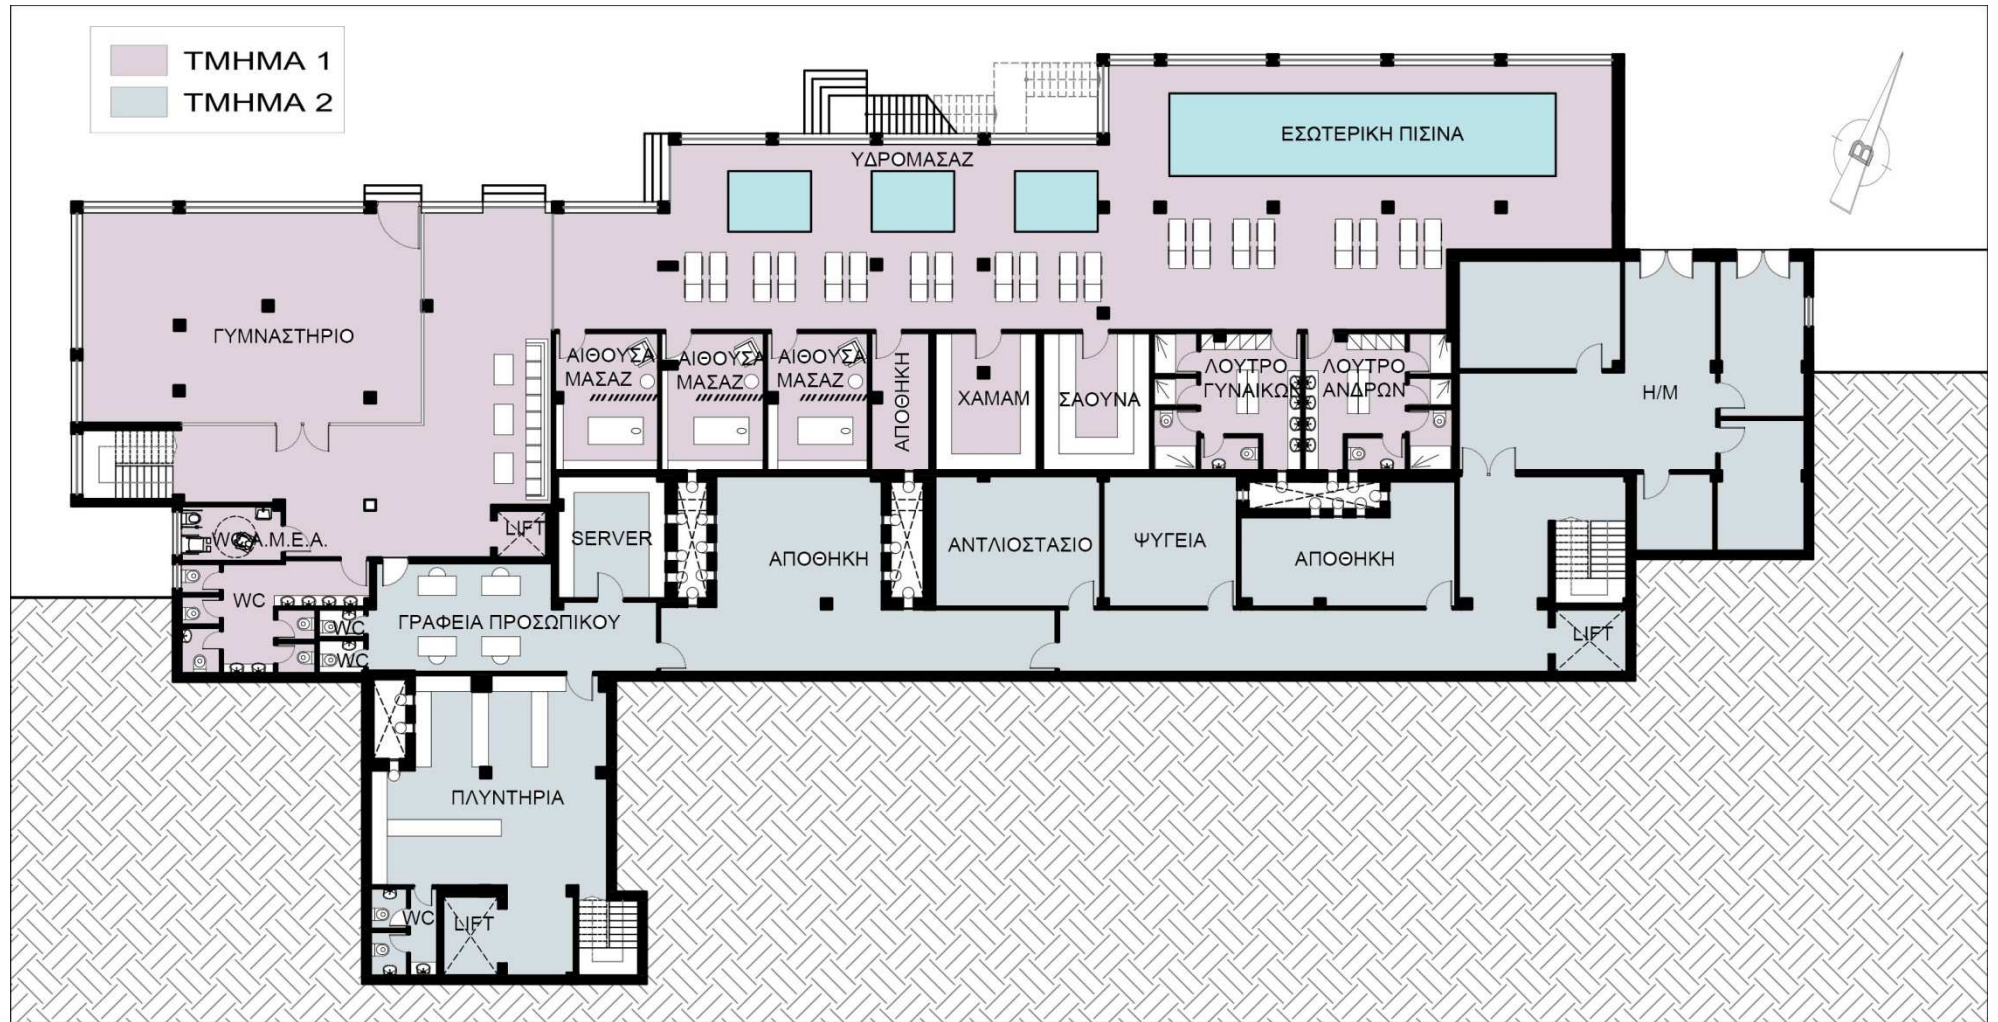 ΤΜΗΜΑ 1
ΤΜΗΜΑ 2
ΕΣΩΤΕΡΙΚΗ ΠΙΣΙΝΑ
ΥΔΡΟΜΑΣΑΖ
Β
ΓΥΜΝΑΣΤΗΡΙΟ
ΑΙΘΟΥΣΑ
ΜΑΣΑΖ
ΑΙΘΟΥΣΑ
ΜΑΣΑΖ
ΑΙΘΟΥΣΑ
ΜΑΣΑΖ
ΑΠΟΘΗΚΗ
ΧΑΜΑΜ
ΣΑΟΥΝΑ
ΛΟΥΤΡΟ
ΓΥΝΑΙΚΩΝ
ΛΟΥΤΡΟ
ΑΝΔΡΩΝ
Η/Μ
WC Α.Μ.Ε.Α.
LIFT
SERVER
ΑΠΟΘΗΚΗ
ΑΝΤΛΙΟΣΤΑΣΙΟ
ΨΥΓΕΙΑ
ΑΠΟΘΗΚΗ
WC
WC
WC
ΓΡΑΦΕΙΑ ΠΡΟΣΩΠΙΚΟΥ
LIFT
ΠΛΥΝΤΗΡΙΑ
WC
LIFT